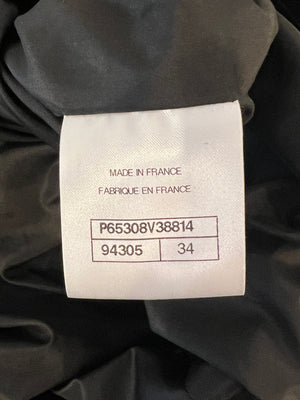 MADE IN FRANCE
FABRIQUE EN FRANCE
P65308V38814
94305 34